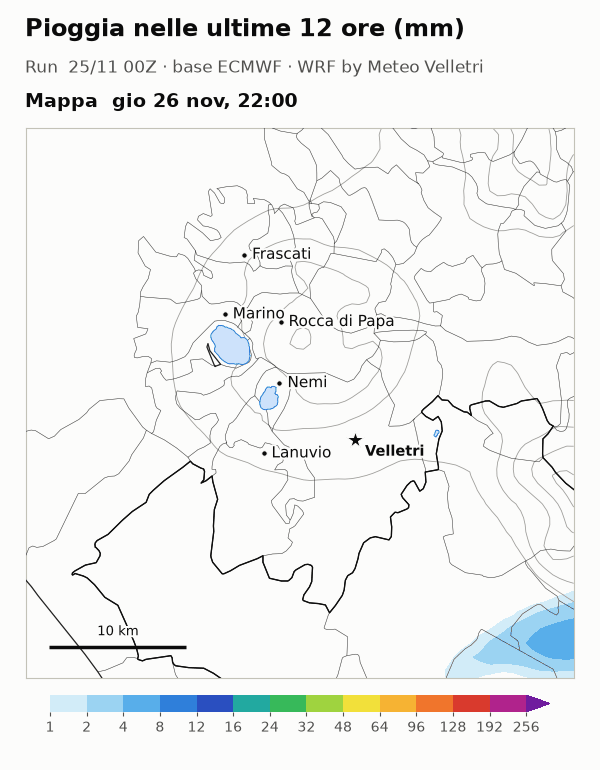 Pioggia nelle ultime 12 ore (mm)
Run  25/11 00Z · base ECMWF · WRF by Meteo Velletri
Mappa  gio 26 nov, 22:00
Frascati
Marino
Rocca di Papa
Nemi
Velletri
Lanuvio
10 km
1 2 4 8 12 16 24 32 48 64 96 128 192 256